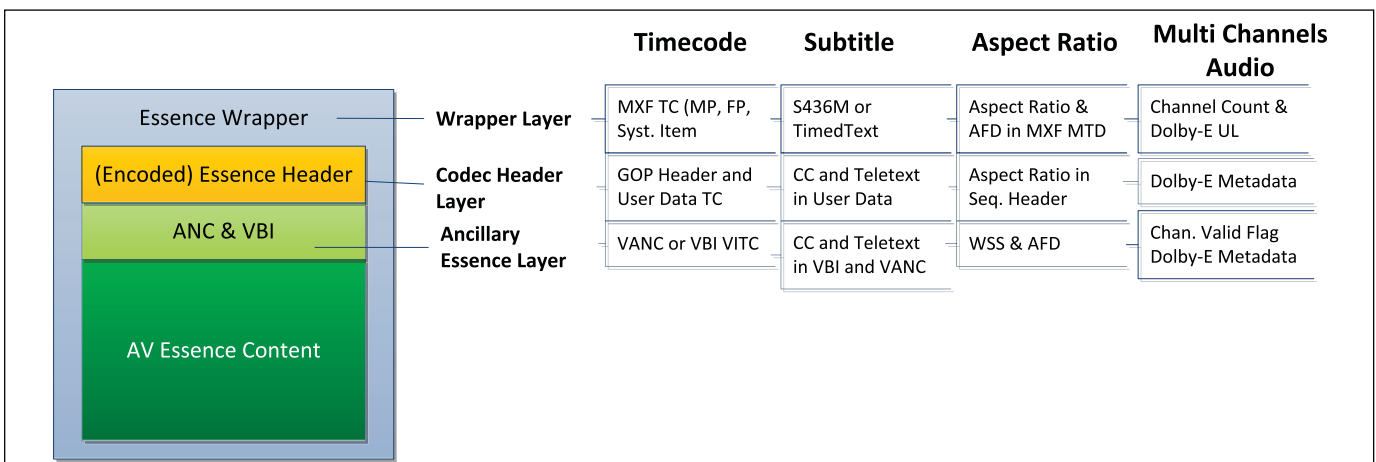 Timecode
Subtitle
Aspect Ratio
Multi Channels
Audio
Essence Wrapper
(Encoded) Essence Header
ANC & VBI
AV Essence Content
Wrapper Layer
MXF TC (MP, FP,
Syst. Item
S436M or
TimedText
Aspect Ratio &
AFD in MXF MTD
Channel Count &
Dolby-E UL
Codec Header
Layer
GOP Header and
User Data TC
CC and Teletext
in User Data
Aspect Ratio in
Seq. Header
Dolby-E Metadata
Ancillary
Essence Layer
VANC or VBI VITC
CC and Teletext
in VBI and VANC
WSS & AFD
Chan. Valid Flag
Dolby-E Metadata